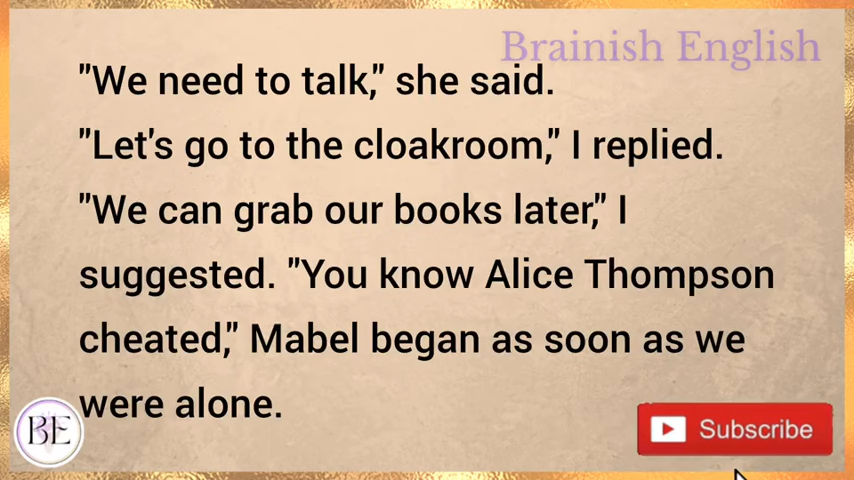 Brainish English
"We need to talk," she said.
"Let's go to the cloakroom," I replied.
"We can grab our books later," I
suggested. "You know Alice Thompson
cheated," Mabel began as soon as we
were alone.
BE
Subscribe